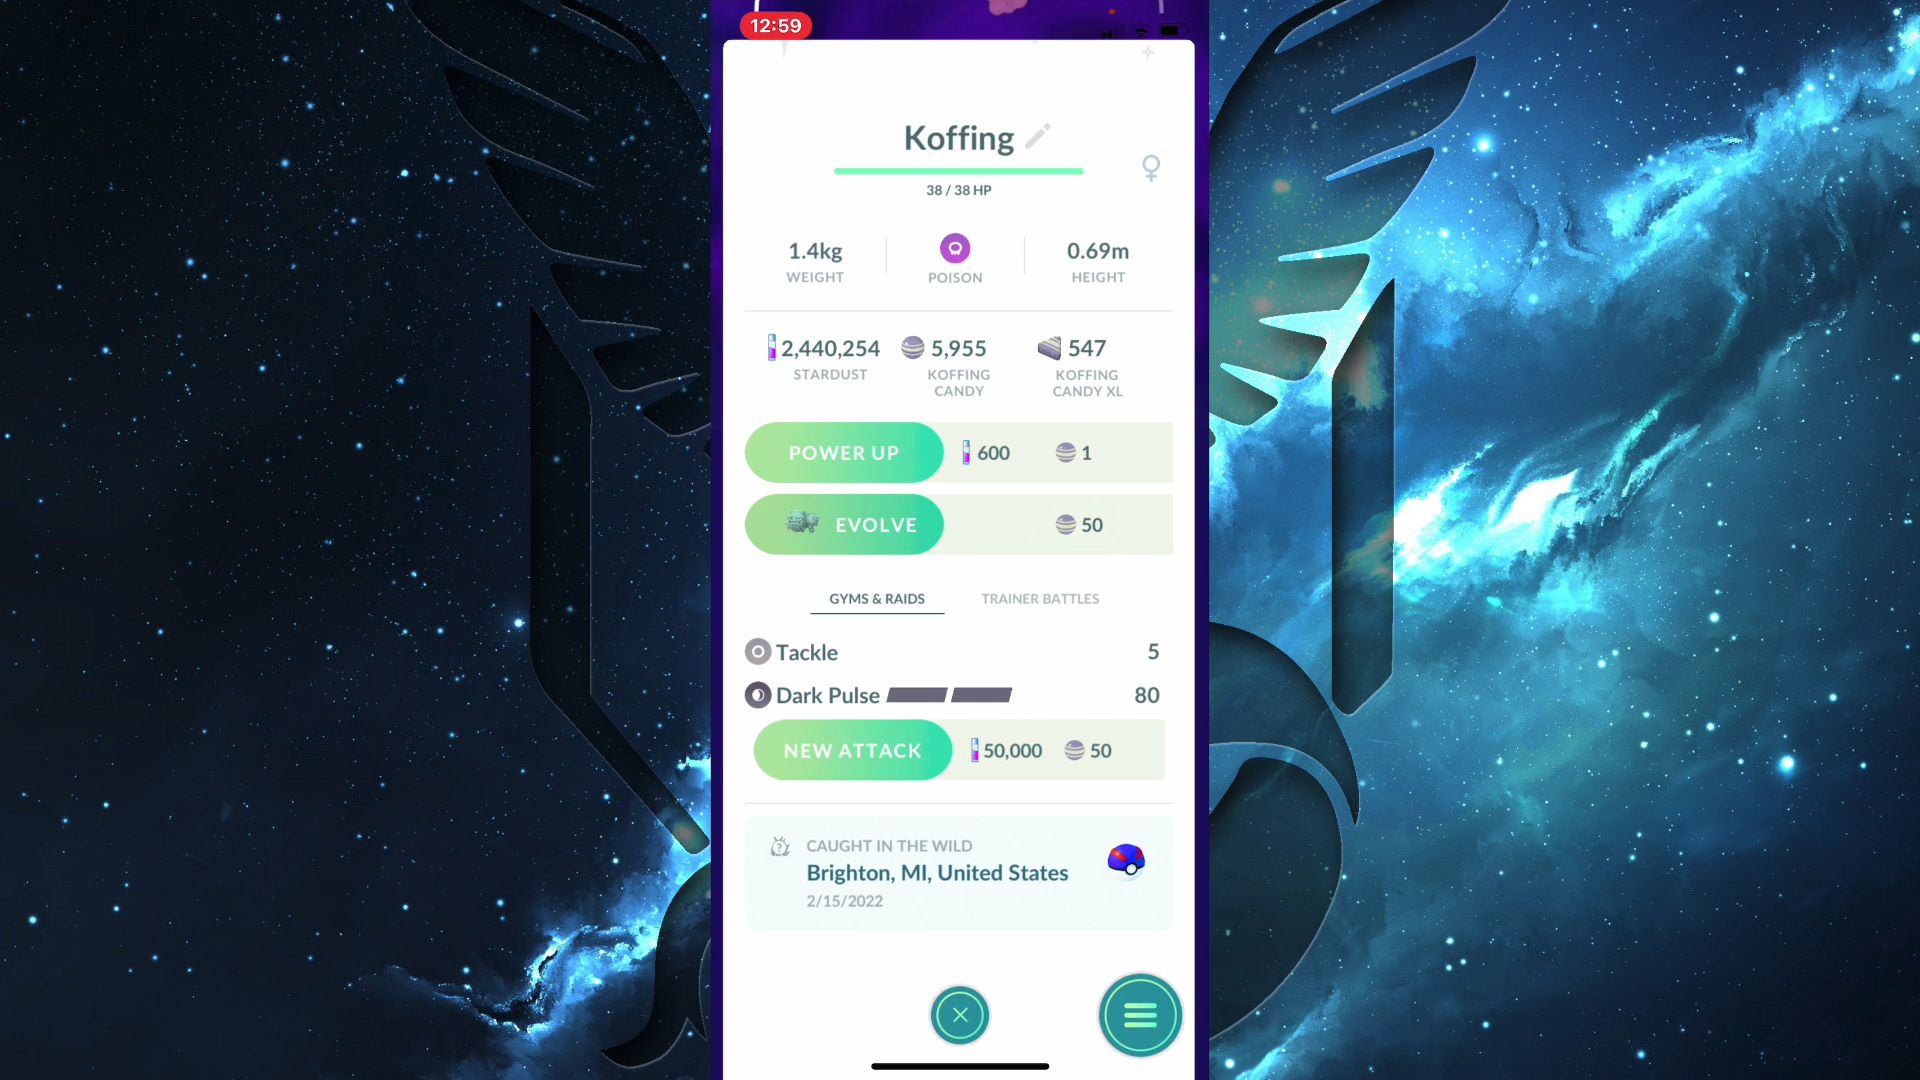 12:59
Koffing
38 / 38 HP
1.4kg POISON 0.69m
WEIGHT HEIGHT
2,440,254 5,955 547
STARDUST KOFFING CANDY KOFFING CANDY XL
POWER UP 600 1
EVOLVE 50
GYMS & RAIDS TRAINER BATTLES
Tackle 5
Dark Pulse 80
NEW ATTACK 50,000 50
CAUGHT IN THE WILD
Brighton, MI, United States
2/15/2022